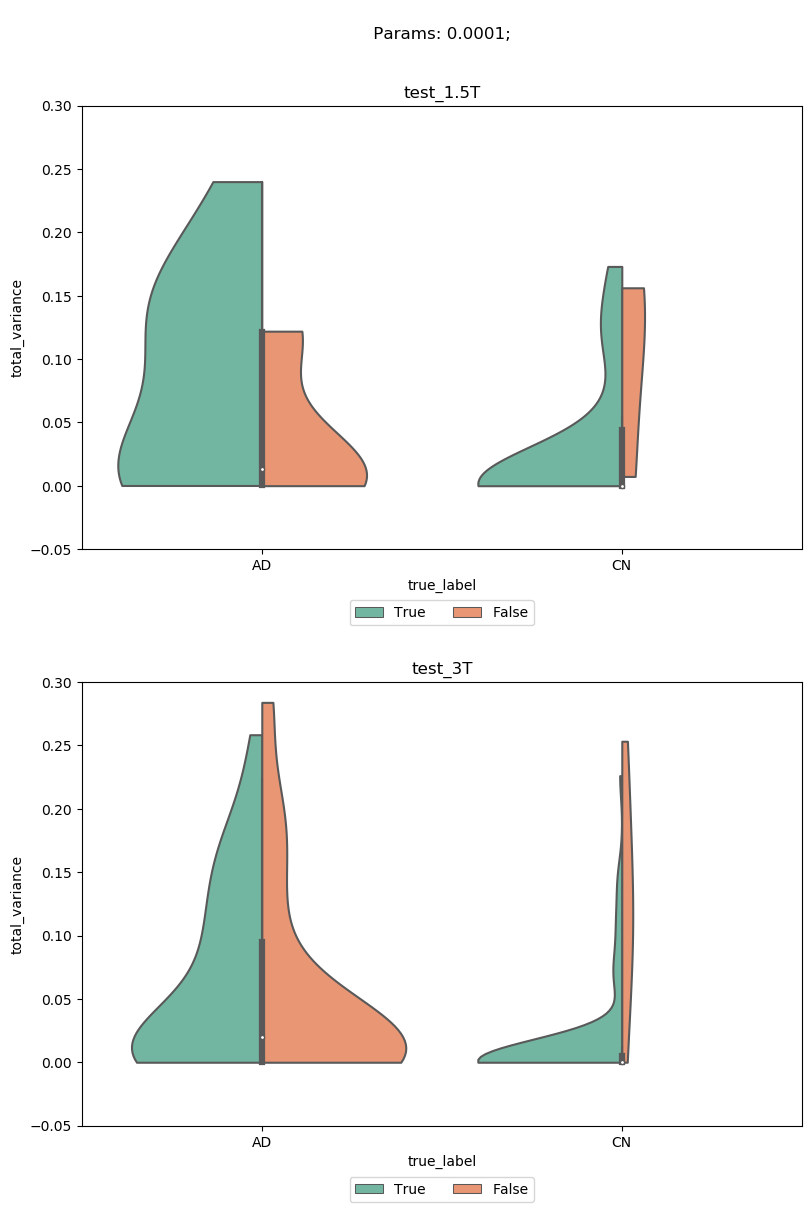 Params: 0.0001;
test_1.5T
0.30
0.25
0.20
0.15
0.10
0.05
0.00
−0.05
total_variance
AD CN
true_label
True False
test_3T
0.30
0.25
0.20
0.15
0.10
0.05
0.00
−0.05
total_variance
AD CN
true_label
True False